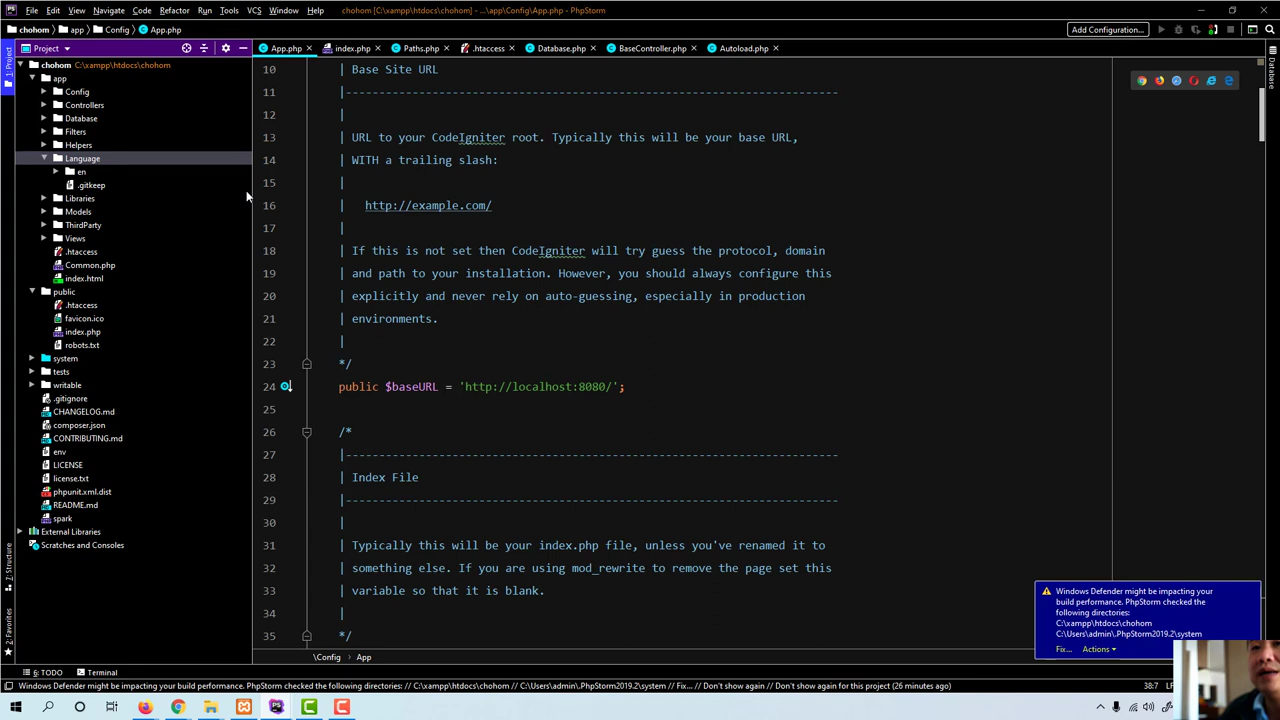 File Edit View Navigate Code Refactor Run Tools VCS Window Help chohom [C:\xampp\htdocs\chohom] - ...\app\Config\App.php - PhpStorm
chohom app Config App.php Add Configuration...
Project
App.php index.php Paths.php .htaccess Database.php BaseController.php Autoload.php
1: Project
Z: Structure
2: Favorites
Database
chohom C:\xampp\htdocs\chohom
app
Config
Controllers
Database
Filters
Helpers
Language
en
.gitkeep
Libraries
Models
ThirdParty
Views
.htaccess
Common.php
index.html
public
.htaccess
favicon.ico
index.php
robots.txt
system
tests
writable
.gitignore
CHANGELOG.md
composer.json
CONTRIBUTING.md
env
LICENSE
license.txt
phpunit.xml.dist
README.md
spark
External Libraries
Scratches and Consoles
10 | Base Site URL
11 |--------------------------------------------------------------------------
12 |
13 | URL to your CodeIgniter root. Typically this will be your base URL,
14 | WITH a trailing slash:
15 |
16 | http://example.com/
17 |
18 | If this is not set then CodeIgniter will try guess the protocol, domain
19 | and path to your installation. However, you should always configure this
20 | explicitly and never rely on auto-guessing, especially in production
21 | environments.
22 |
23 */
24 public $baseURL = 'http://localhost:8080/';
25
26 /*
27 |--------------------------------------------------------------------------
28 | Index File
29 |--------------------------------------------------------------------------
30 |
31 | Typically this will be your index.php file, unless you've renamed it to
32 | something else. If you are using mod_rewrite to remove the page set this
33 | variable so that it is blank.
34 |
35 */
Windows Defender might be impacting your
build performance. PhpStorm checked the
following directories:
C:\xampp\htdocs\chohom
C:\Users\admin\.PhpStorm2019.2\system
Fix... Actions
\Config App
6: TODO Terminal
Windows Defender might be impacting your build performance. PhpStorm checked the following directories: // C:\xampp\htdocs\chohom // C:\Users\admin\.PhpStorm2019.2\system // Fix... // Don't show again // Don't show again for this project (26 minutes ago) 38:7